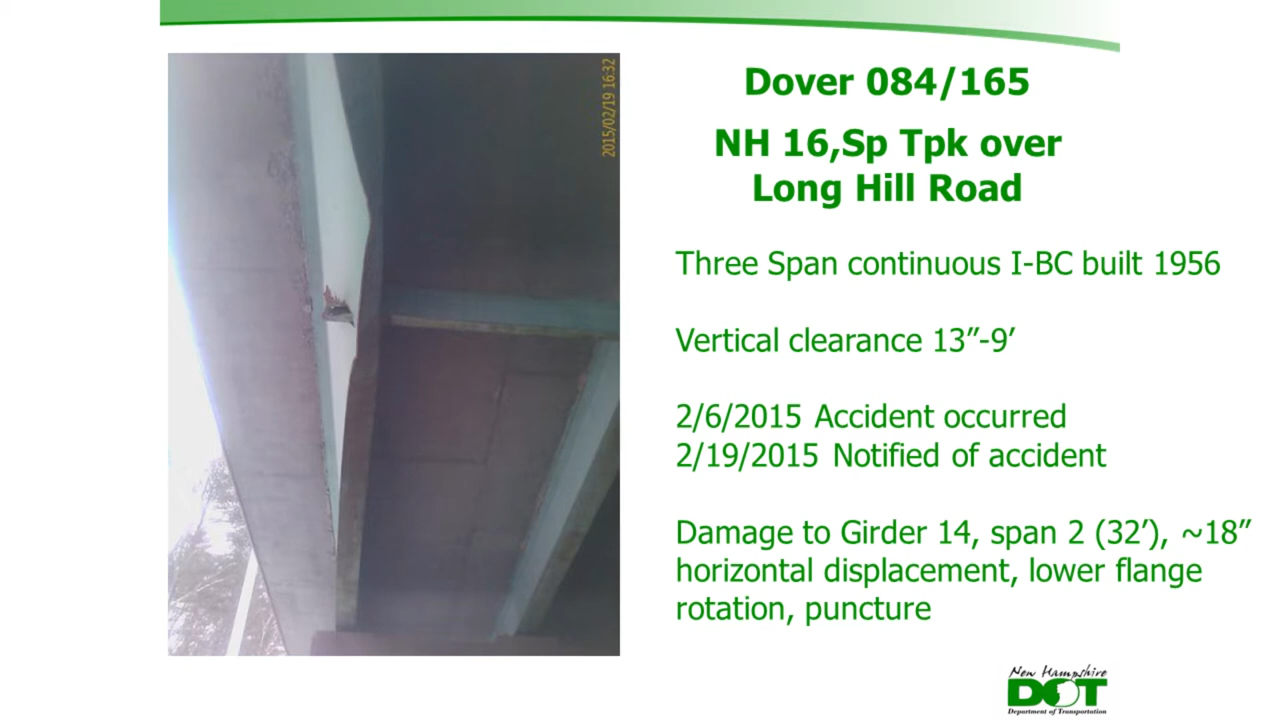 2015/02/19 16:32
Dover 084/165
NH 16,Sp Tpk over
Long Hill Road
Three Span continuous I-BC built 1956
Vertical clearance 13”-9’
2/6/2015 Accident occurred
2/19/2015 Notified of accident
Damage to Girder 14, span 2 (32’), ~18”
horizontal displacement, lower flange
rotation, puncture
New Hampshire
DOT
Department of Transportation